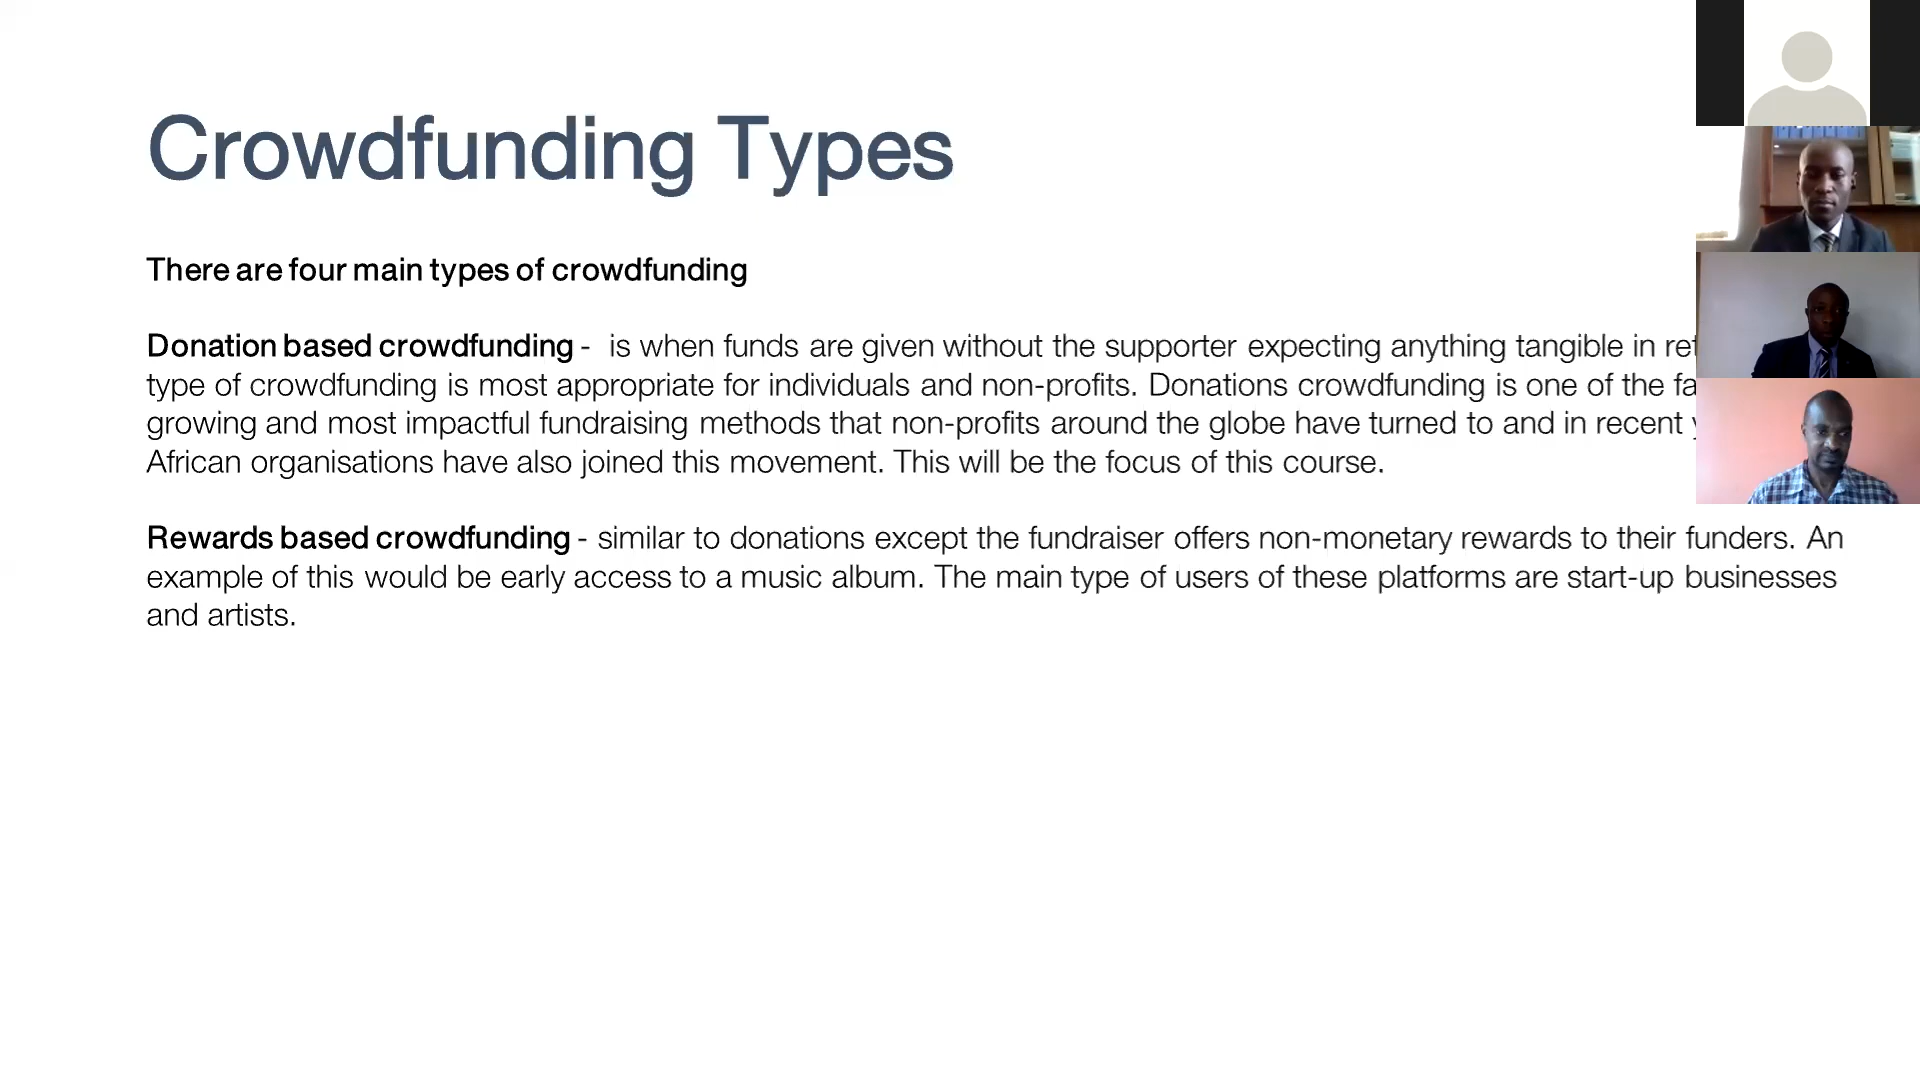 Crowdfunding Types
There are four main types of crowdfunding
Donation based crowdfunding - is when funds are given without the supporter expecting anything tangible in
type of crowdfunding is most appropriate for individuals and non-profits. Donations crowdfunding is one of the
growing and most impactful fundraising methods that non-profits around the globe have turned to and in recent
African organisations have also joined this movement. This will be the focus of this course.
Rewards based crowdfunding - similar to donations except the fundraiser offers non-monetary rewards to their funders. An
example of this would be early access to a music album. The main type of users of these platforms are start-up businesses
and artists.